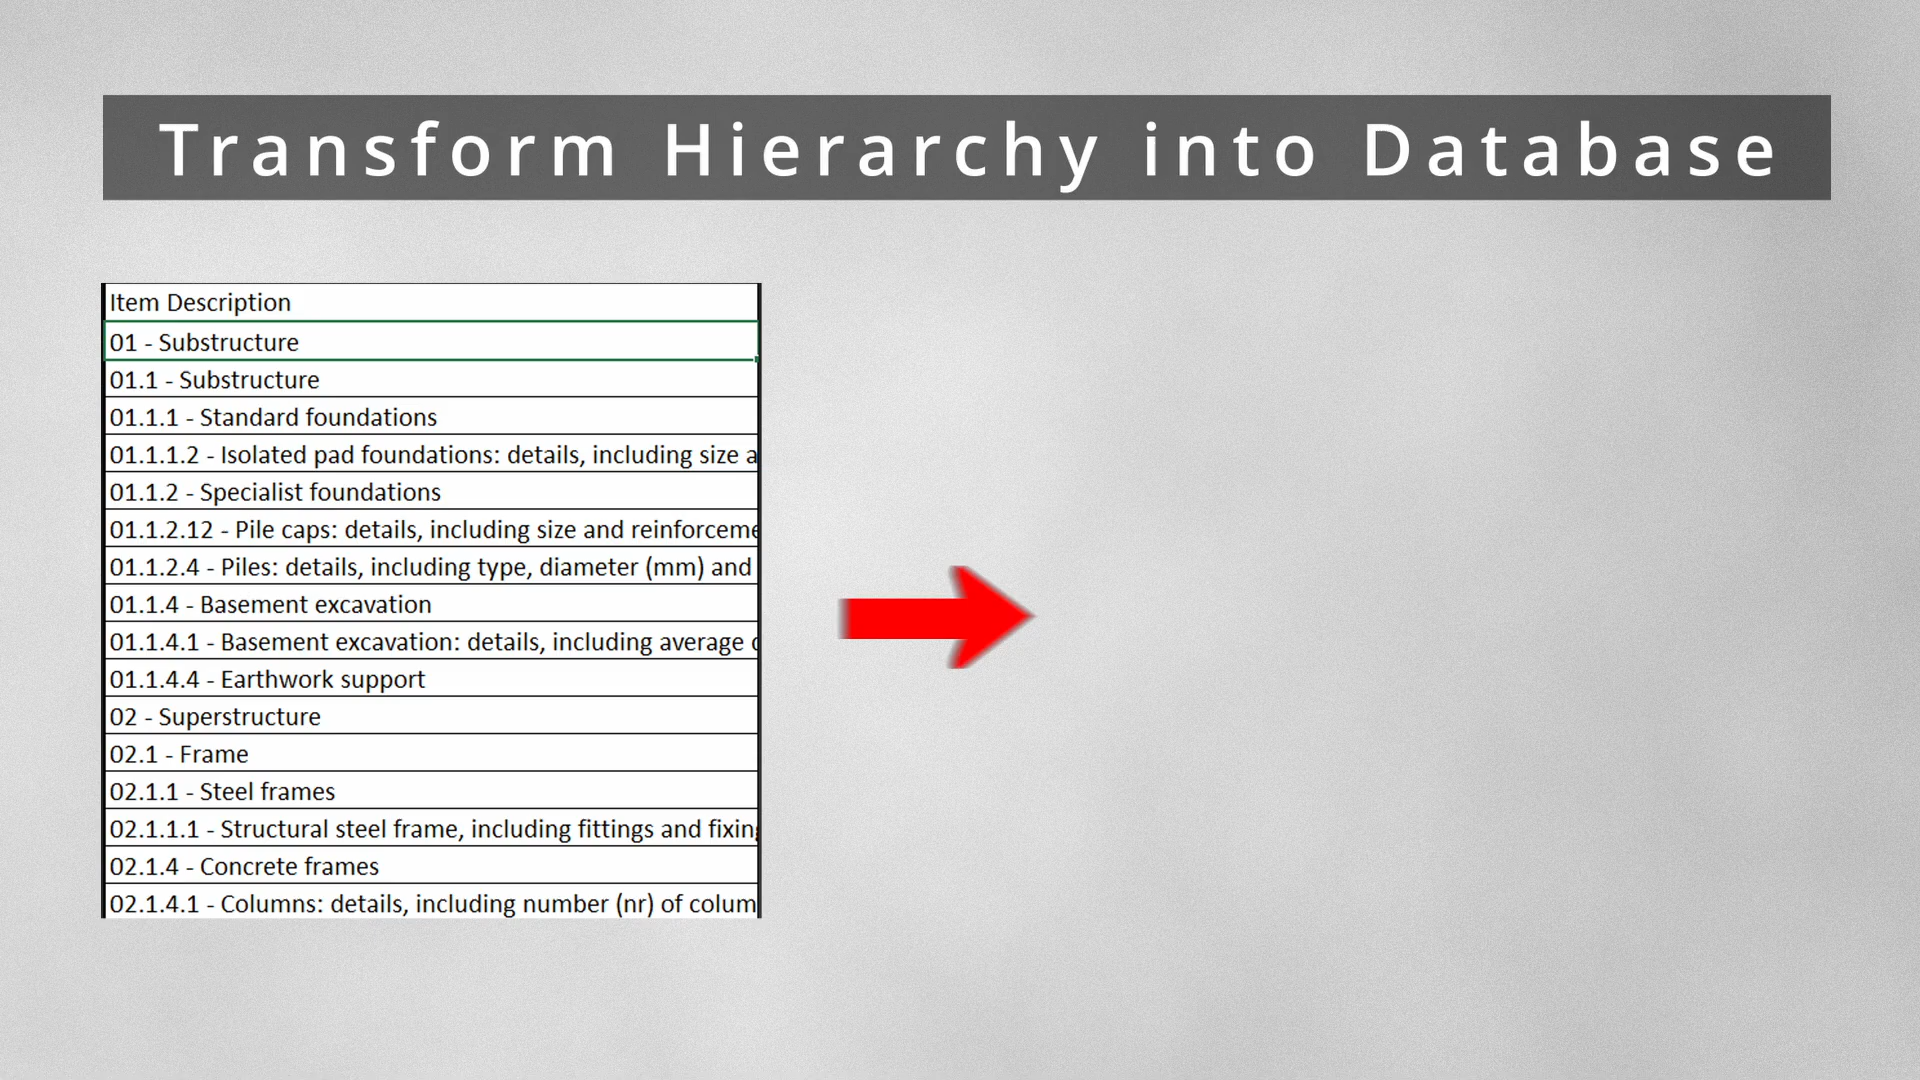 Transform Hierarchy into Database
Item Description
01 - Substructure
01.1 - Substructure
01.1.1 - Standard foundations
01.1.1.2 - Isolated pad foundations: details, including size a
01.1.2 - Specialist foundations
01.1.2.12 - Pile caps: details, including size and reinforceme
01.1.2.4 - Piles: details, including type, diameter (mm) and
01.1.4 - Basement excavation
01.1.4.1 - Basement excavation: details, including average
01.1.4.4 - Earthwork support
02 - Superstructure
02.1 - Frame
02.1.1 - Steel frames
02.1.1.1 - Structural steel frame, including fittings and fixin
02.1.4 - Concrete frames
02.1.4.1 - Columns: details, including number (nr) of colum